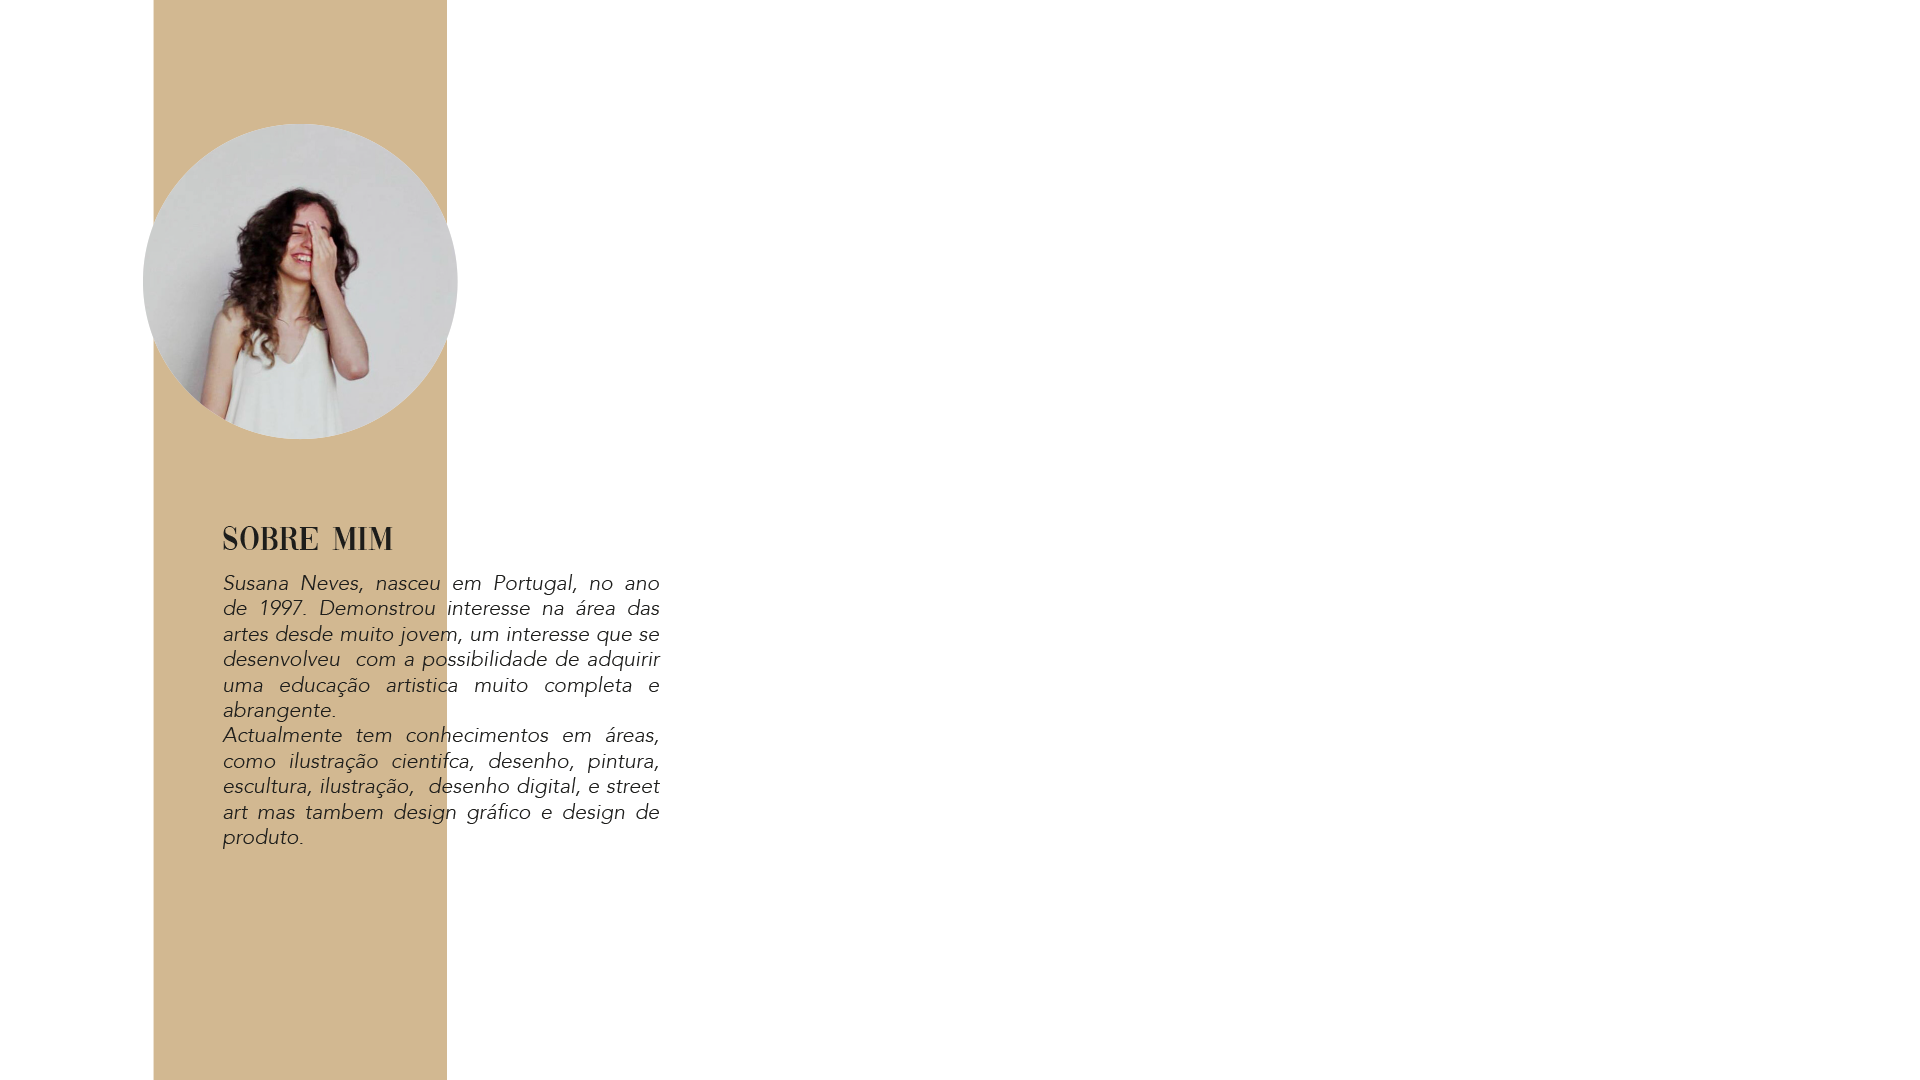 SOBRE MIM
Susana Neves, nasceu em Portugal, no ano
de 1997. Demonstrou interesse na área das
artes desde muito jovem, um interesse que se
desenvolveu  com a possibilidade de adquirir
uma educação artistica muito completa e
abrangente.
Actualmente tem conhecimentos em áreas,
como ilustração cientifca, desenho, pintura,
escultura, ilustração,  desenho digital, e street
art mas tambem design gráfico e design de
produto.